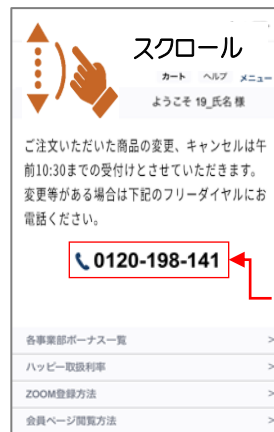 スクロール
カート ヘルプ メニュー
ようこそ 19_氏名 様
ご注文いただいた商品の変更、キャンセルは午
前10:30までの受付けとさせていただきます。
変更等がある場合は下記のフリーダイヤルにお
電話ください。
0120-198-141
各事業部ボーナス一覧 >
ハッピー取扱利率 >
ZOOM登録方法 >
会員ページ閲覧方法 >